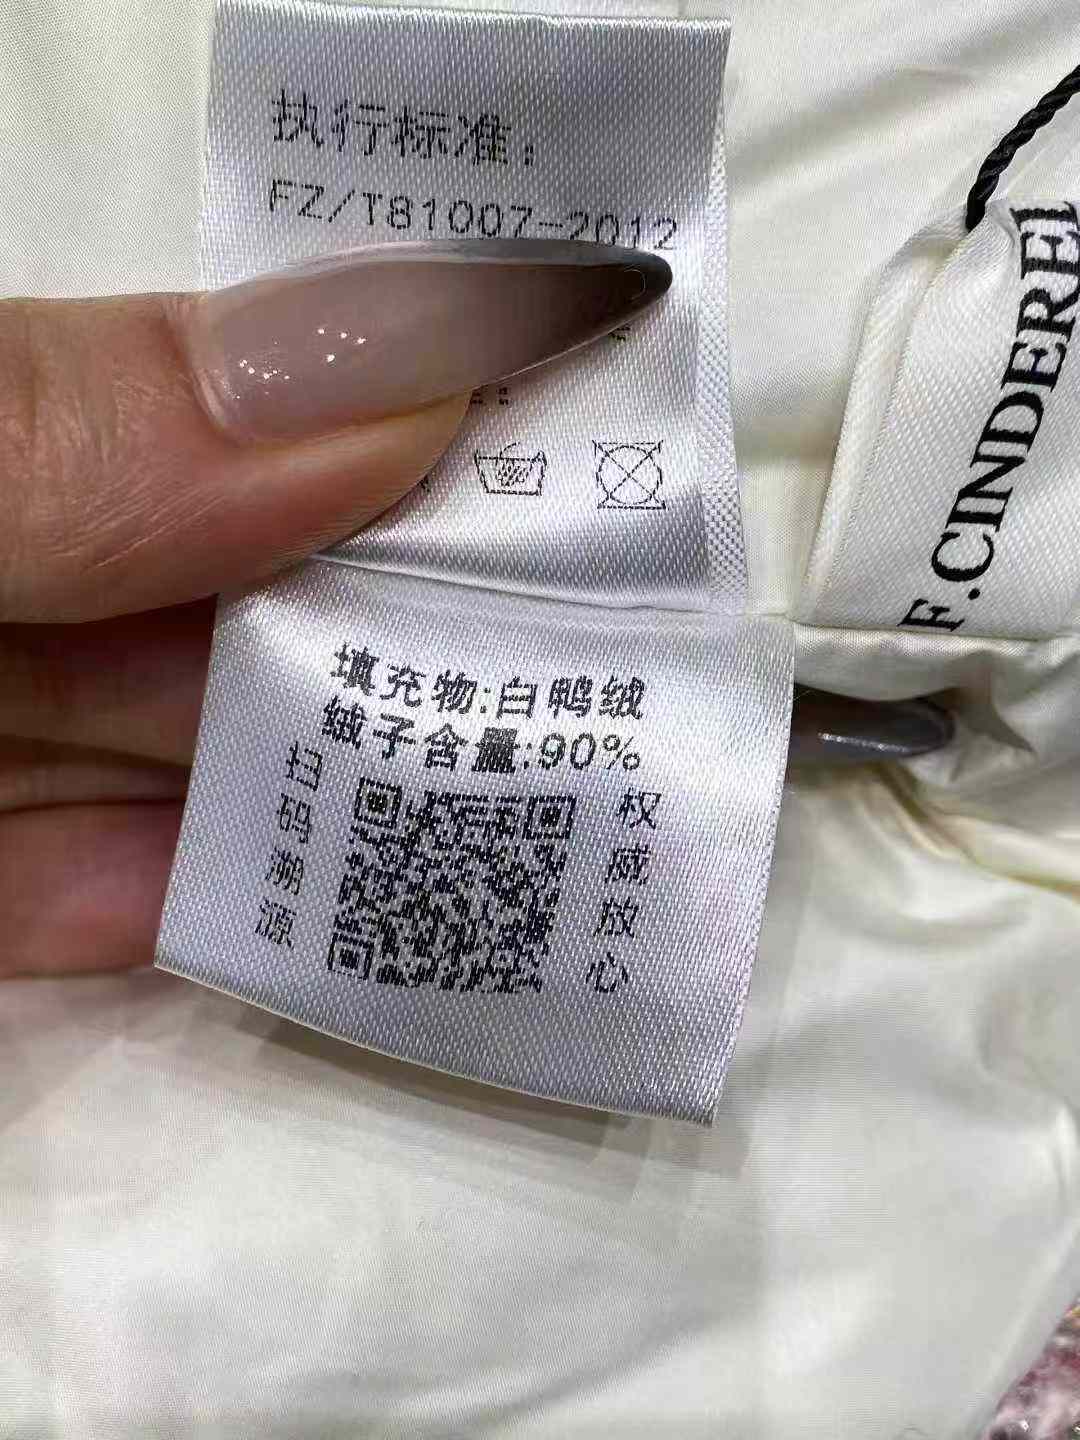 执行标准:
FZ/T81007-2012
F.CINDEREL
填充物:白鸭绒
绒子含量:90%
扫码溯源
权威放心